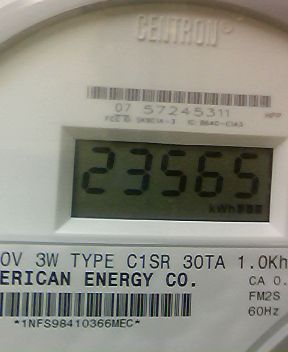 CENTRON®
07 57245311
HPP
23565
kWh
0V 3W TYPE C1SR 30TA 1.0Kh
ERICAN ENERGY CO.
CA 0.
FM2S
60Hz
*1NFS98410366MEC*